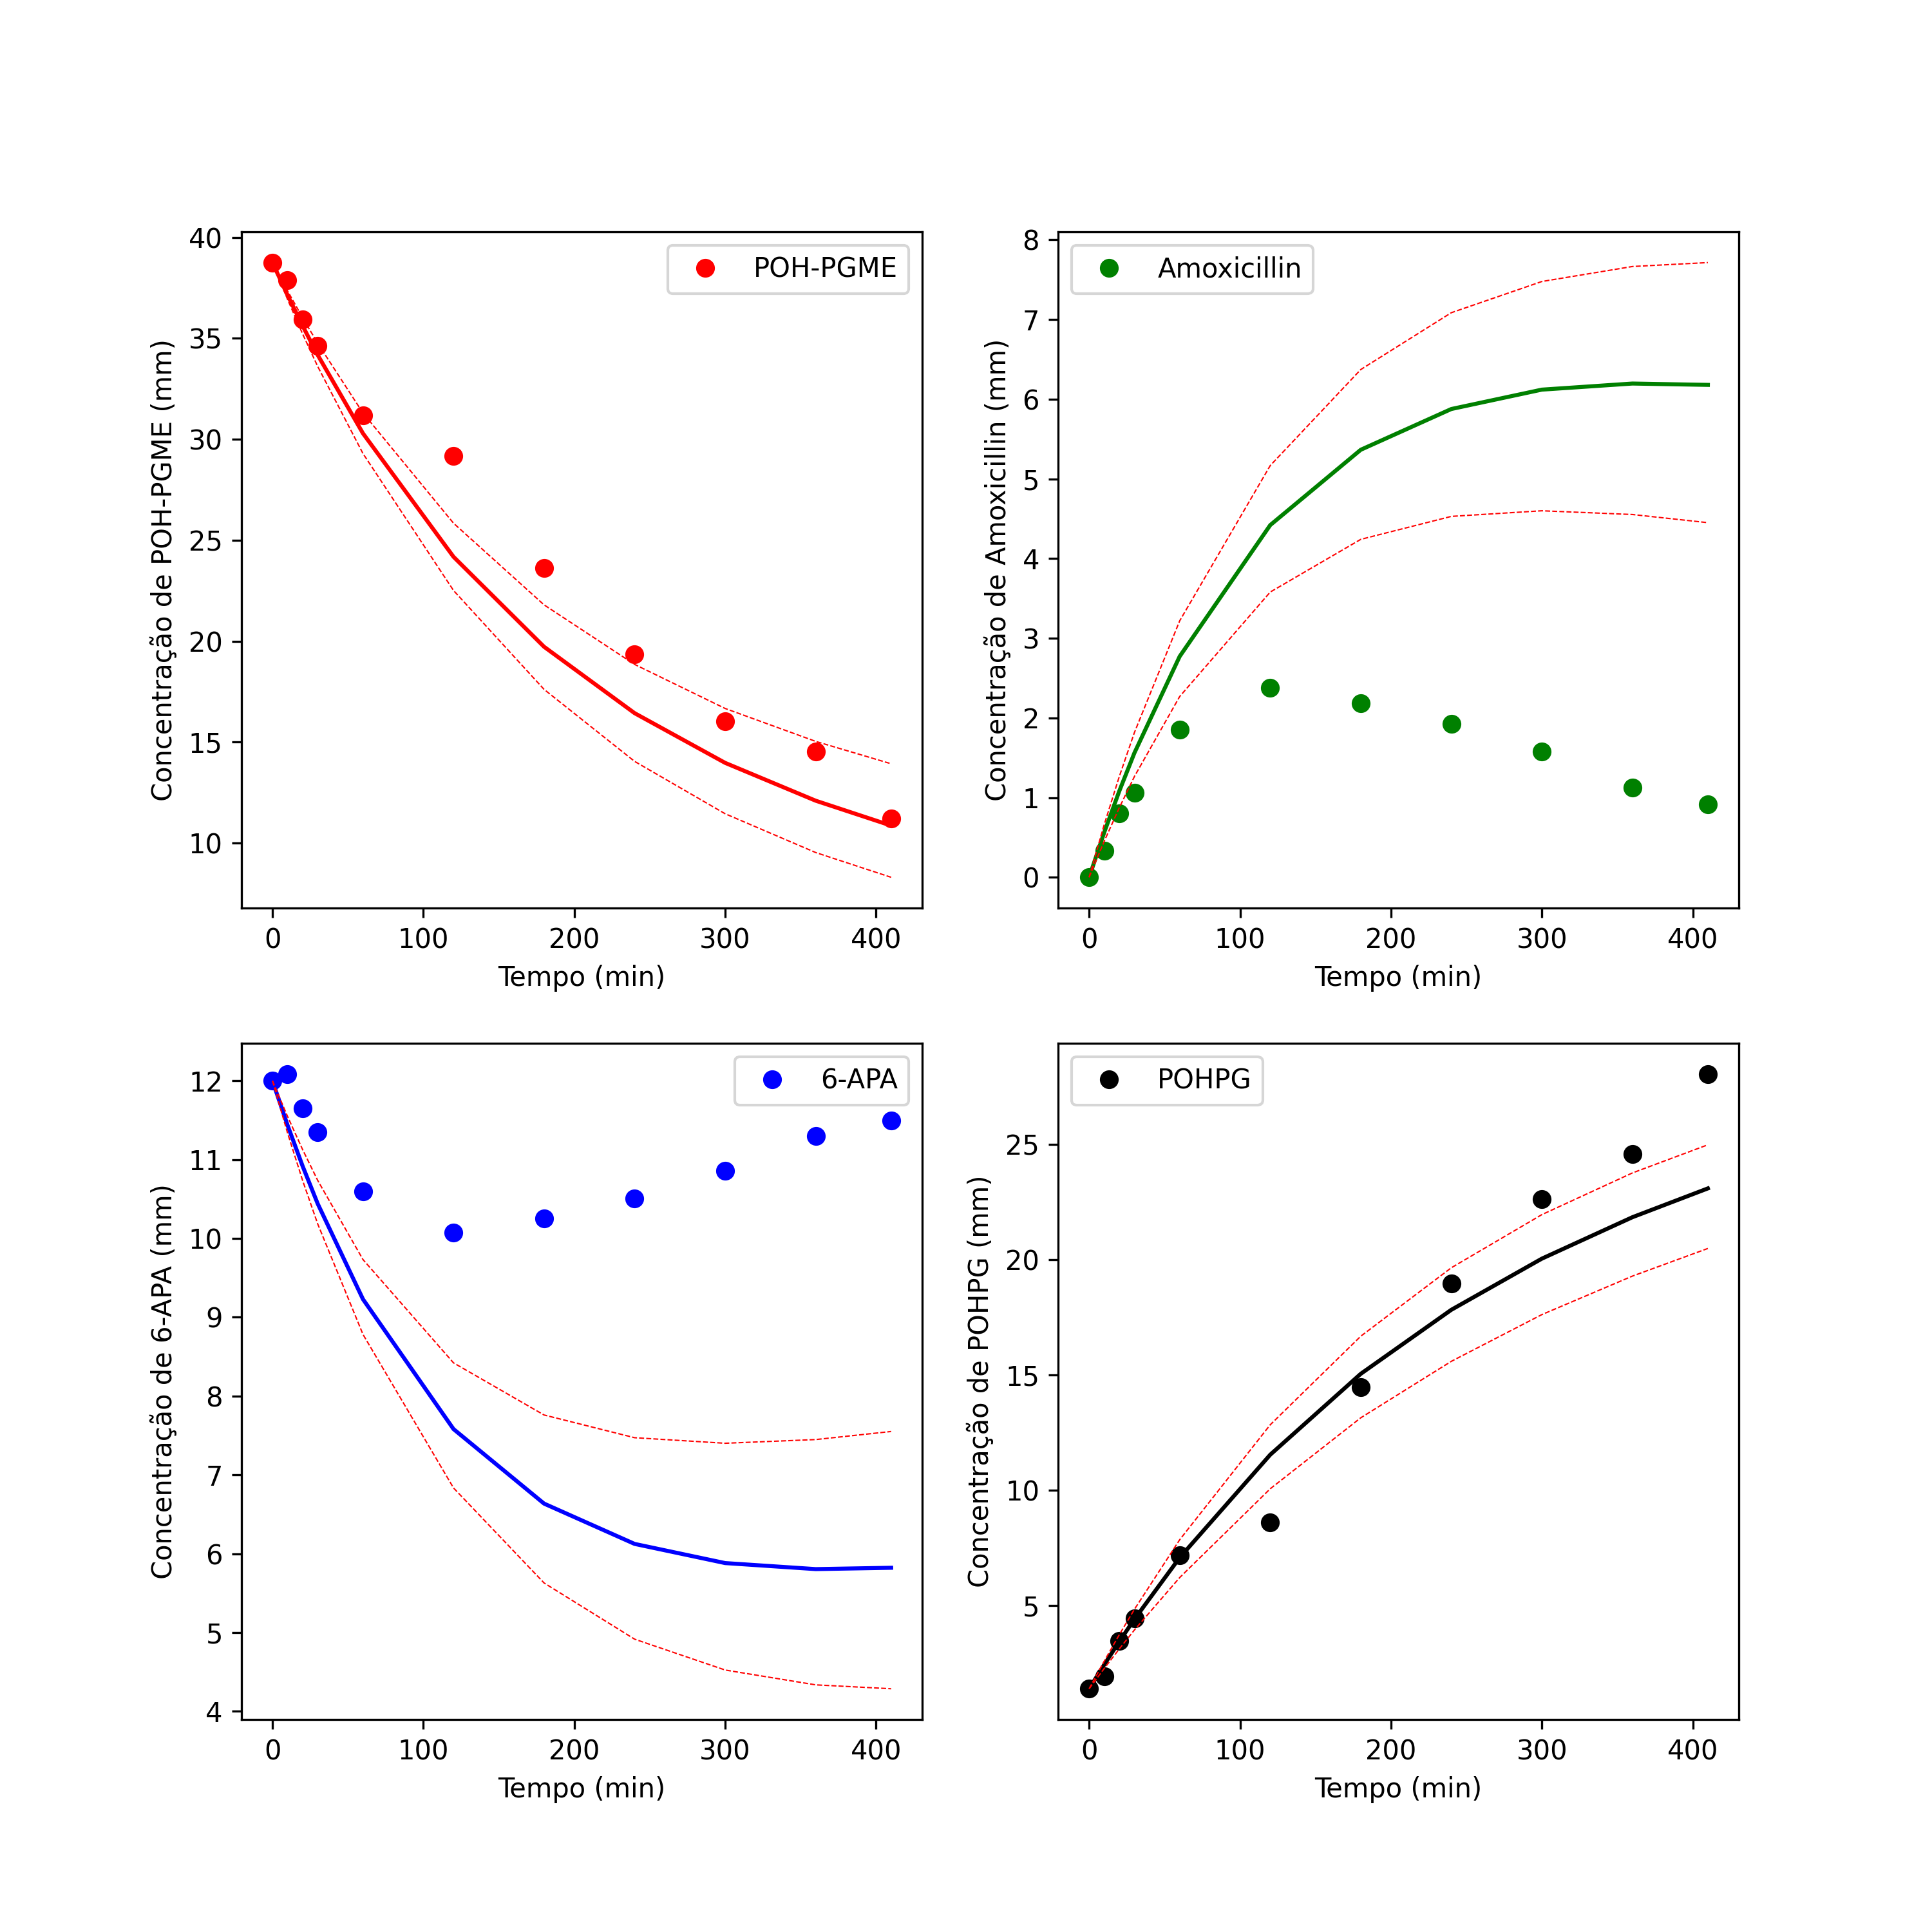 POH-PGME
Concentração de POH-PGME (mm)
40
35
30
25
20
15
10
0 100 200 300 400
Tempo (min)
Amoxicillin
Concentração de Amoxicillin (mm)
8
7
6
5
4
3
2
1
0
0 100 200 300 400
Tempo (min)
6-APA
Concentração de 6-APA (mm)
12
11
10
9
8
7
6
5
4
0 100 200 300 400
Tempo (min)
POHPG
Concentração de POHPG (mm)
25
20
15
10
5
0 100 200 300 400
Tempo (min)